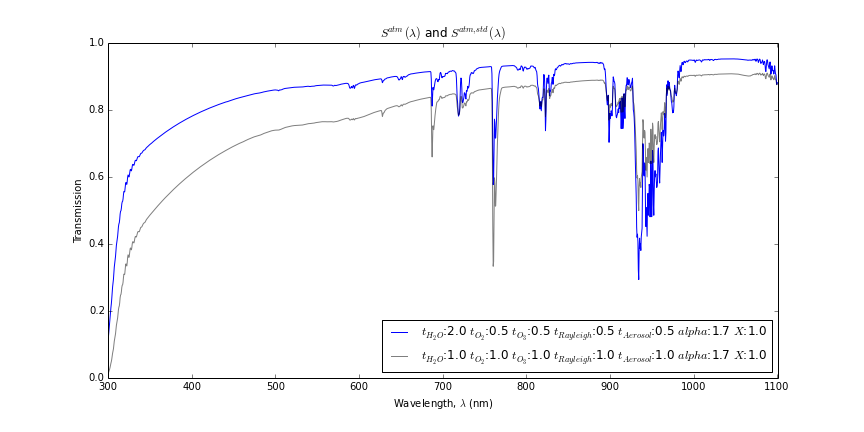 S^{atm}(λ) and S^{atm,std}(λ)
1.0
0.8
0.6
0.4
0.2
0.0
Transmission
300 400 500 600 700 800 900 1000 1100
Wavelength, λ (nm)
t_{H_2O}:2.0 t_{O_2}:0.5 t_{O_3}:0.5 t_{Rayleigh}:0.5 t_{Aerosol}:0.5 alpha:1.7 X:1.0
t_{H_2O}:1.0 t_{O_2}:1.0 t_{O_3}:1.0 t_{Rayleigh}:1.0 t_{Aerosol}:1.0 alpha:1.7 X:1.0